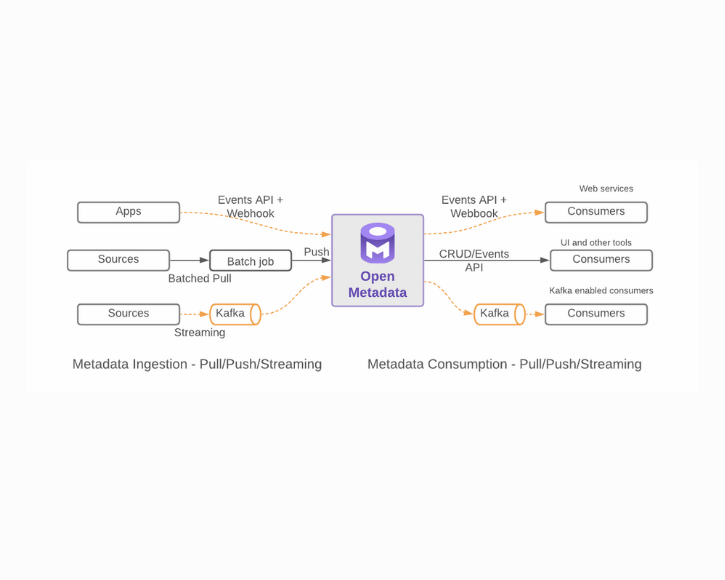 Web services
Events API +
Webhook
Events API +
Webbook
Apps
Consumers
UI and other tools
Sources
Batch job
Push
CRUD/Events
API
Consumers
Batched Pull
Open
Metadata
Kafka enabled consumers
Sources
Kafka
Kafka
Consumers
Streaming
Metadata Ingestion - Pull/Push/Streaming
Metadata Consumption - Pull/Push/Streaming